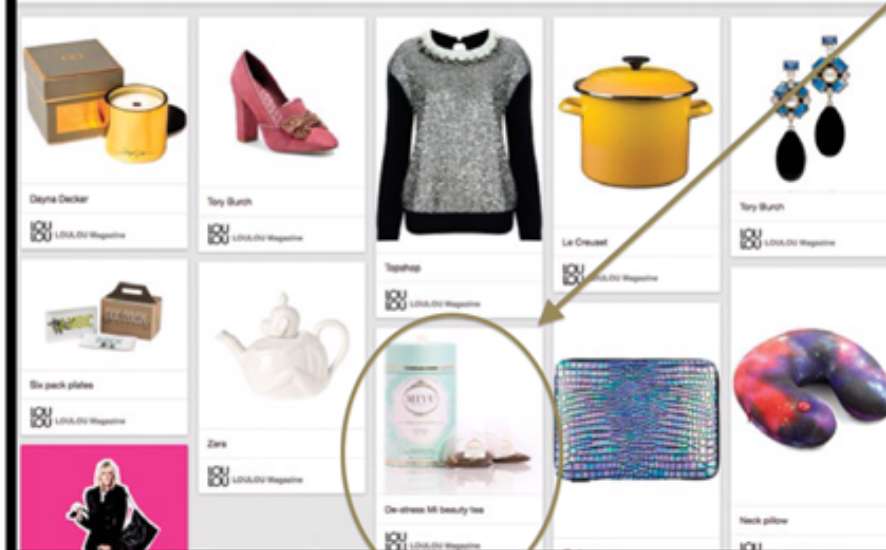 Dayna Decker
LOU
LOU LOULOU Magazine
Tory Burch
LOU
LOU LOULOU Magazine
Topshop
LOU
LOU LOULOU Magazine
Le Creuset
LOU
LOU LOULOU Magazine
Tory Burch
LOU
LOU LOULOU Magazine
Six pack plates
LOU
LOU LOULOU Magazine
Zara
LOU
LOU LOULOU Magazine
MIYU
De-stress Mi beauty tea
LOU
LOU LOULOU Magazine
Neck pillow
LOU